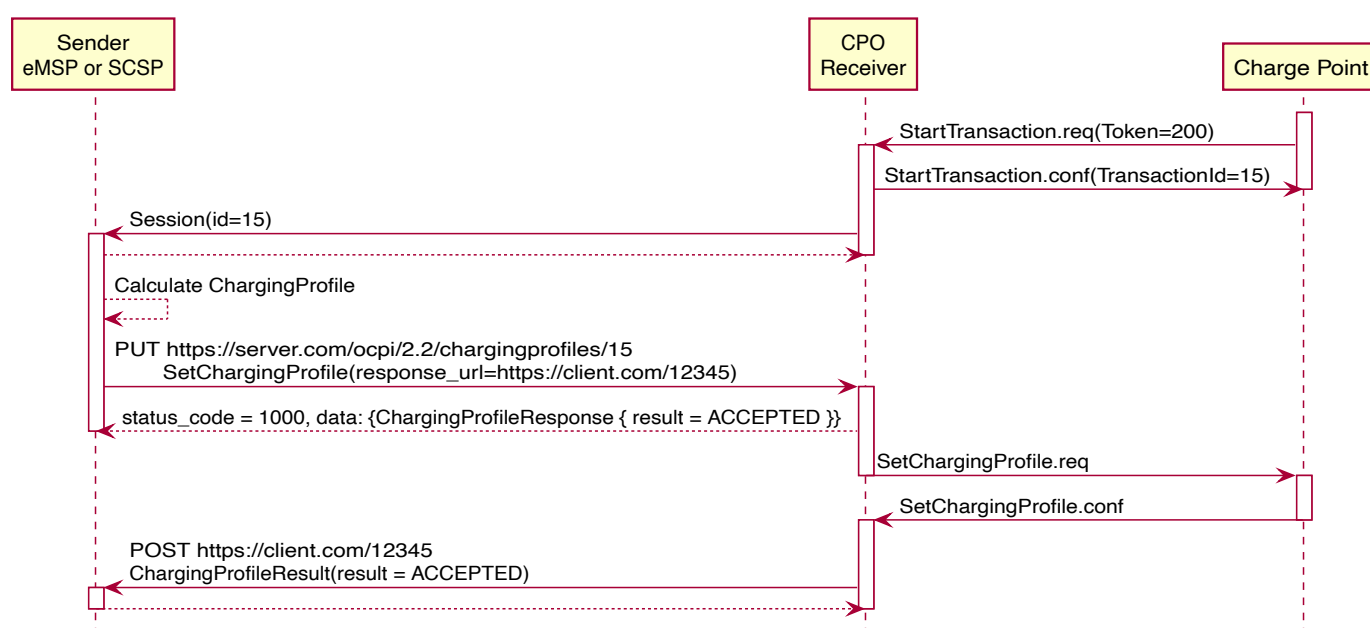 Sender
eMSP or SCSP
CPO
Receiver
Charge Point
StartTransaction.req(Token=200)
StartTransaction.conf(TransactionId=15)
Session(id=15)
Calculate ChargingProfile
PUT https://server.com/ocpi/2.2/chargingprofiles/15
SetChargingProfile(response_url=https://client.com/12345)
status_code = 1000, data: {ChargingProfileResponse { result = ACCEPTED }}
SetChargingProfile.req
SetChargingProfile.conf
POST https://client.com/12345
ChargingProfileResult(result = ACCEPTED)